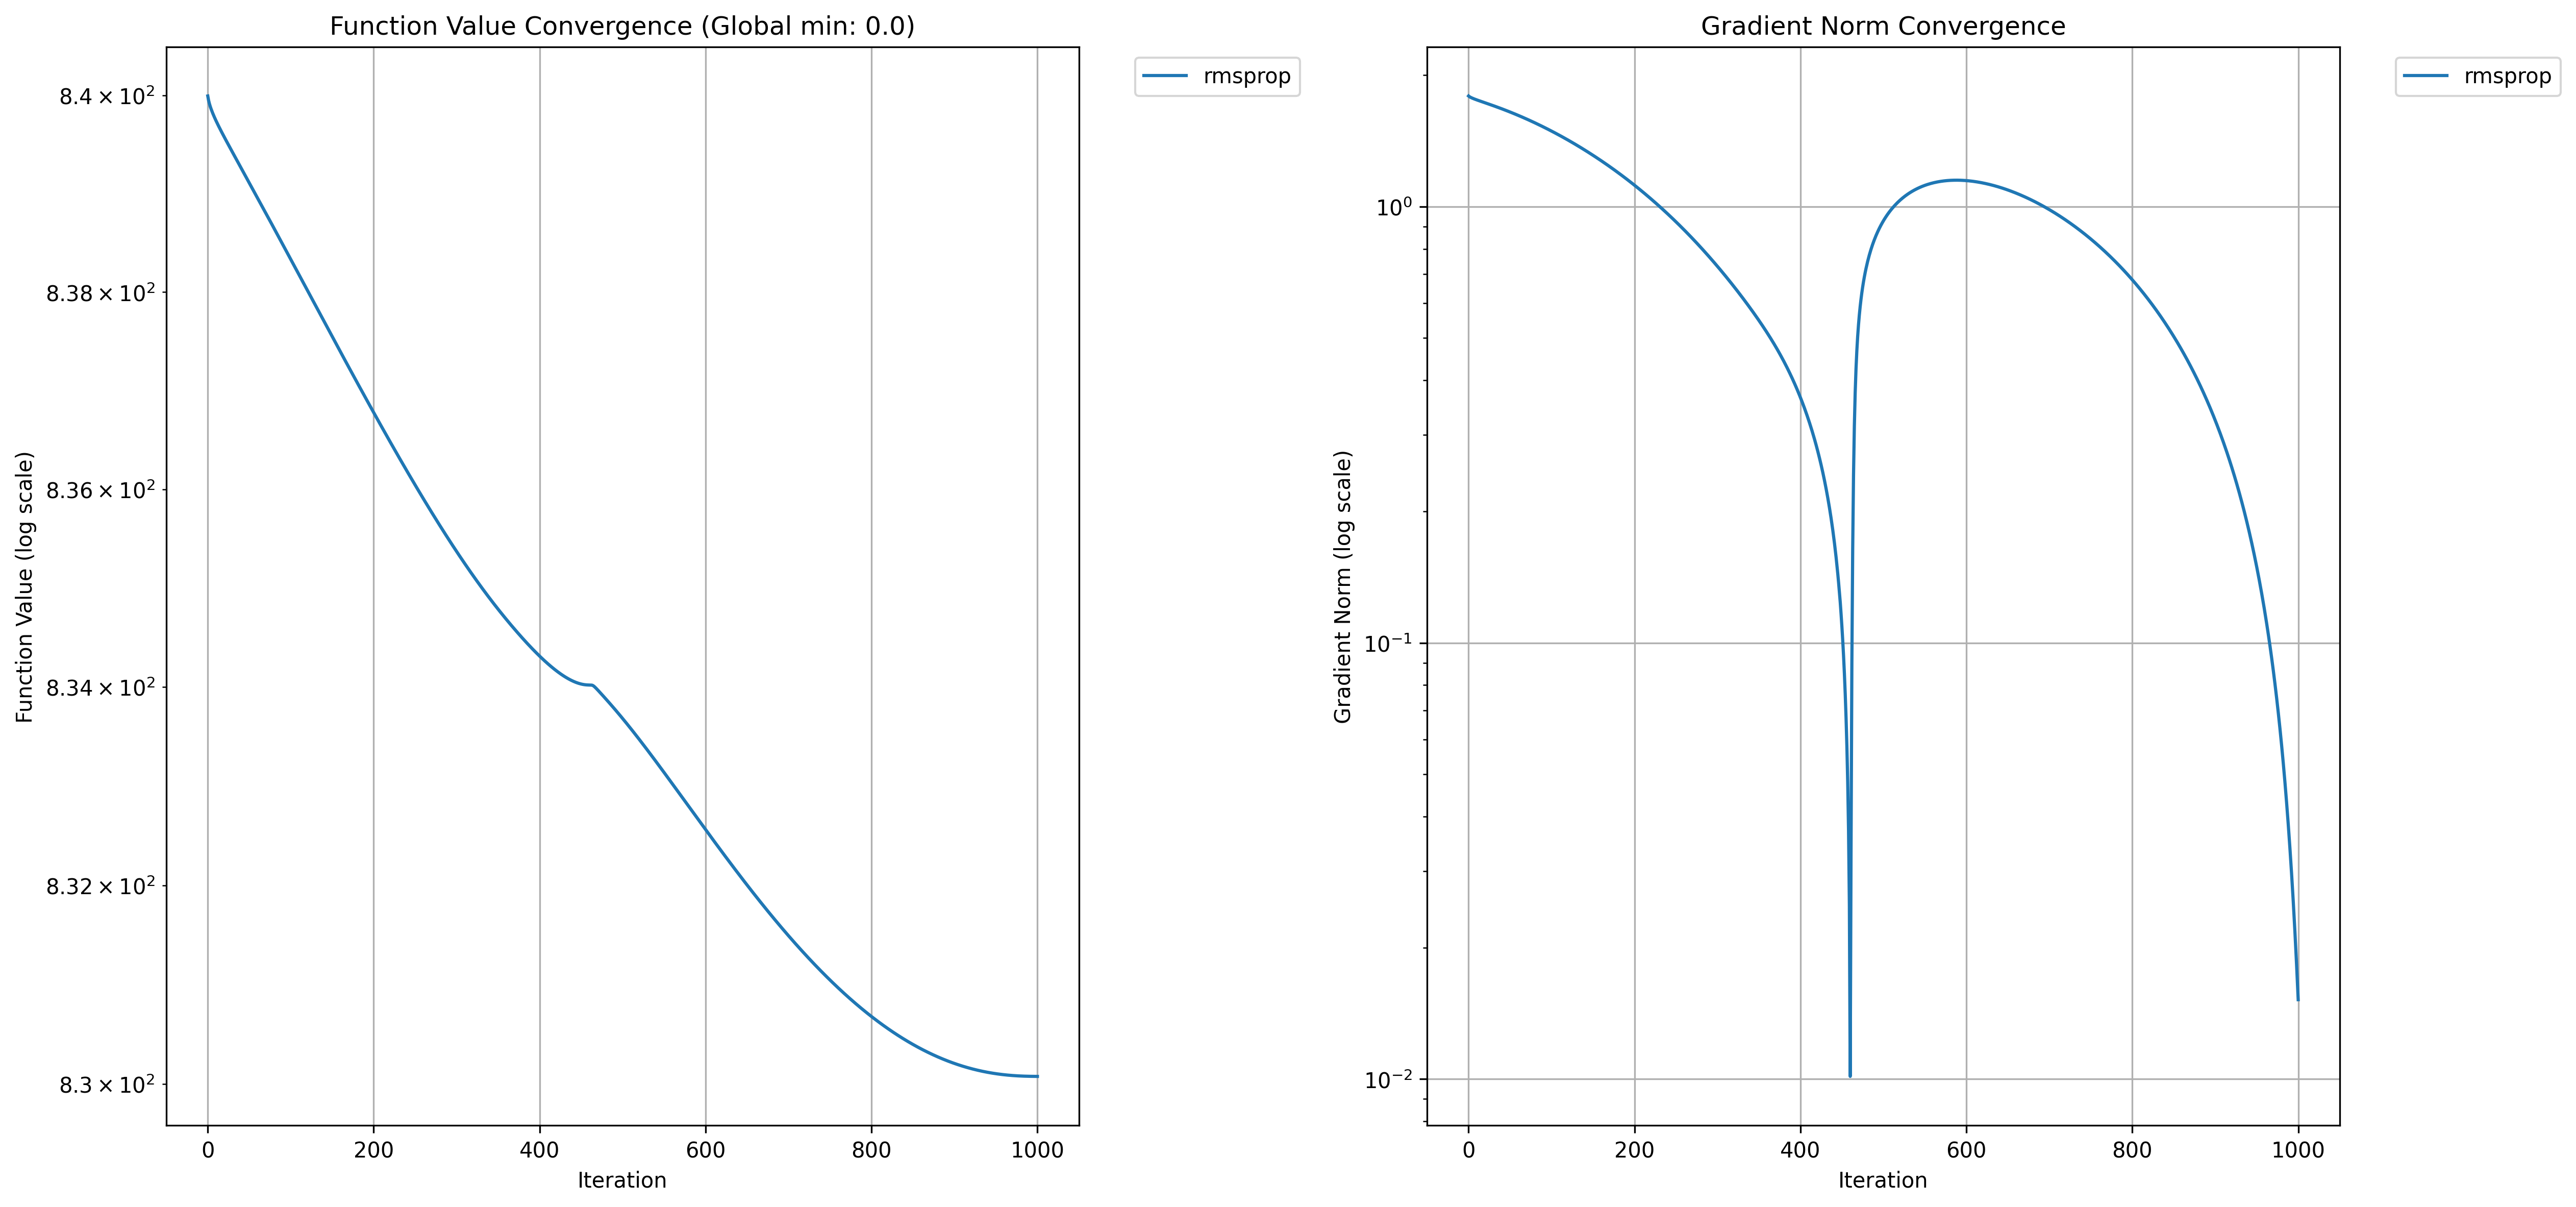 Function Value Convergence (Global min: 0.0)
Function Value (log scale)
8.4 × 10²
8.38 × 10²
8.36 × 10²
8.34 × 10²
8.32 × 10²
8.3 × 10²
0 200 400 600 800 1000
Iteration
rmsprop
Gradient Norm Convergence
Gradient Norm (log scale)
10⁰
10⁻¹
10⁻²
0 200 400 600 800 1000
Iteration
rmsprop